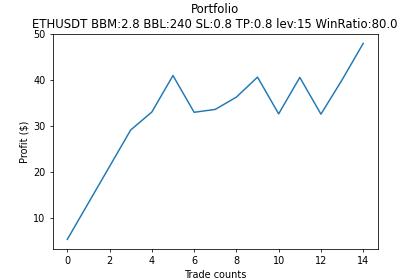 Portfolio
ETHUSDT BBM:2.8 BBL:240 SL:0.8 TP:0.8 lev:15 WinRatio:80.0
50
40
30
20
10
Profit ($)
0 2 4 6 8 10 12 14
Trade counts